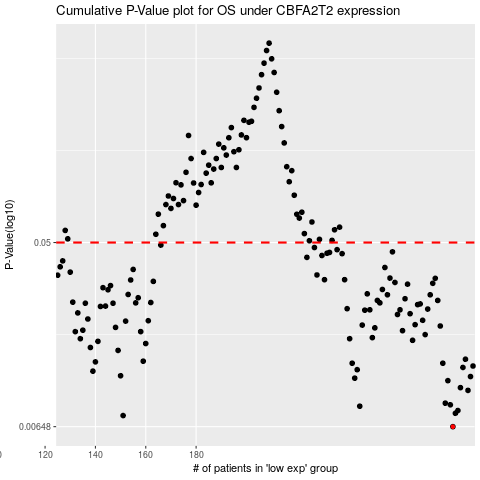 Cumulative P-Value plot for OS under CBFA2T2 expression
P-Value(log10)
0.05
0.00648
0 120 140 160 180
# of patients in 'low exp' group